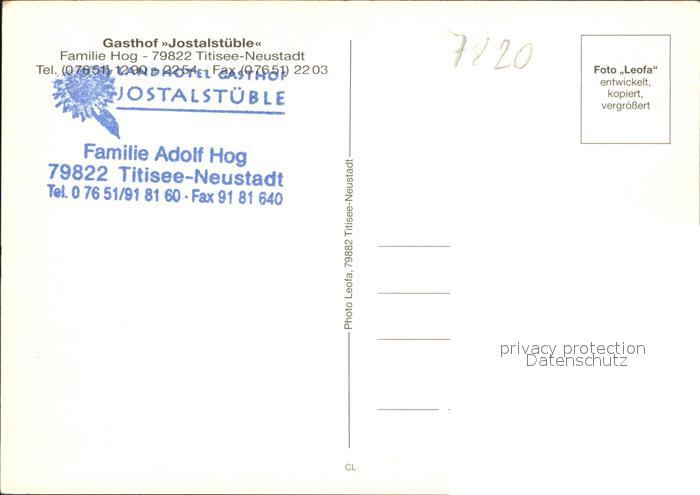 Gasthof »Jostalstüble«
Familie Hog - 79822 Titisee-Neustadt
Tel. (07651) 1290 + 2254 - Fax (07651) 2203
LANDHOTEL GASTHOF
JOSTALSTÜBLE
Familie Adolf Hog
79822 Titisee-Neustadt
Tel. 0 76 51/91 81 60 · Fax 91 81 640
Photo Leofa, 79882 Titisee-Neustadt
CL
Foto „Leofa“
entwickelt,
kopiert,
vergrößert
privacy protection
Datenschutz